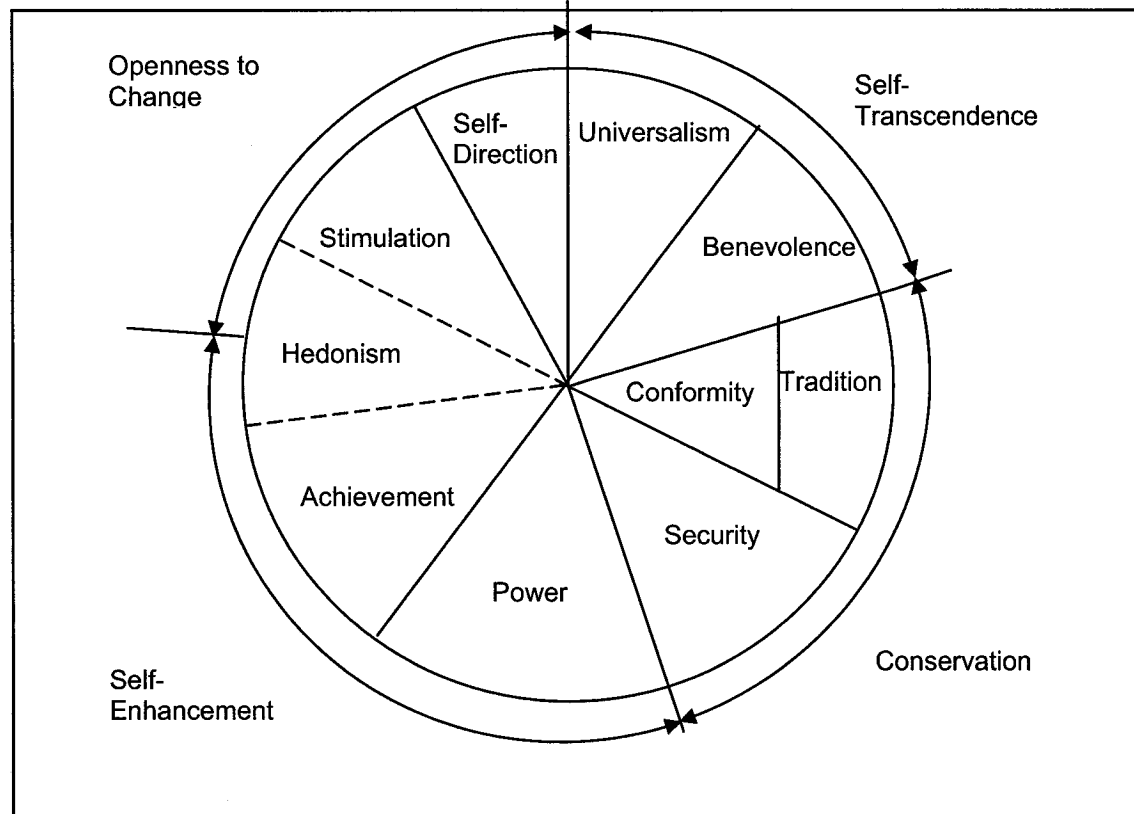 Openness to
Change
Self-
Transcendence
Self-
Direction
Universalism
Stimulation
Benevolence
Hedonism
Conformity
Tradition
Achievement
Security
Power
Self-
Enhancement
Conservation